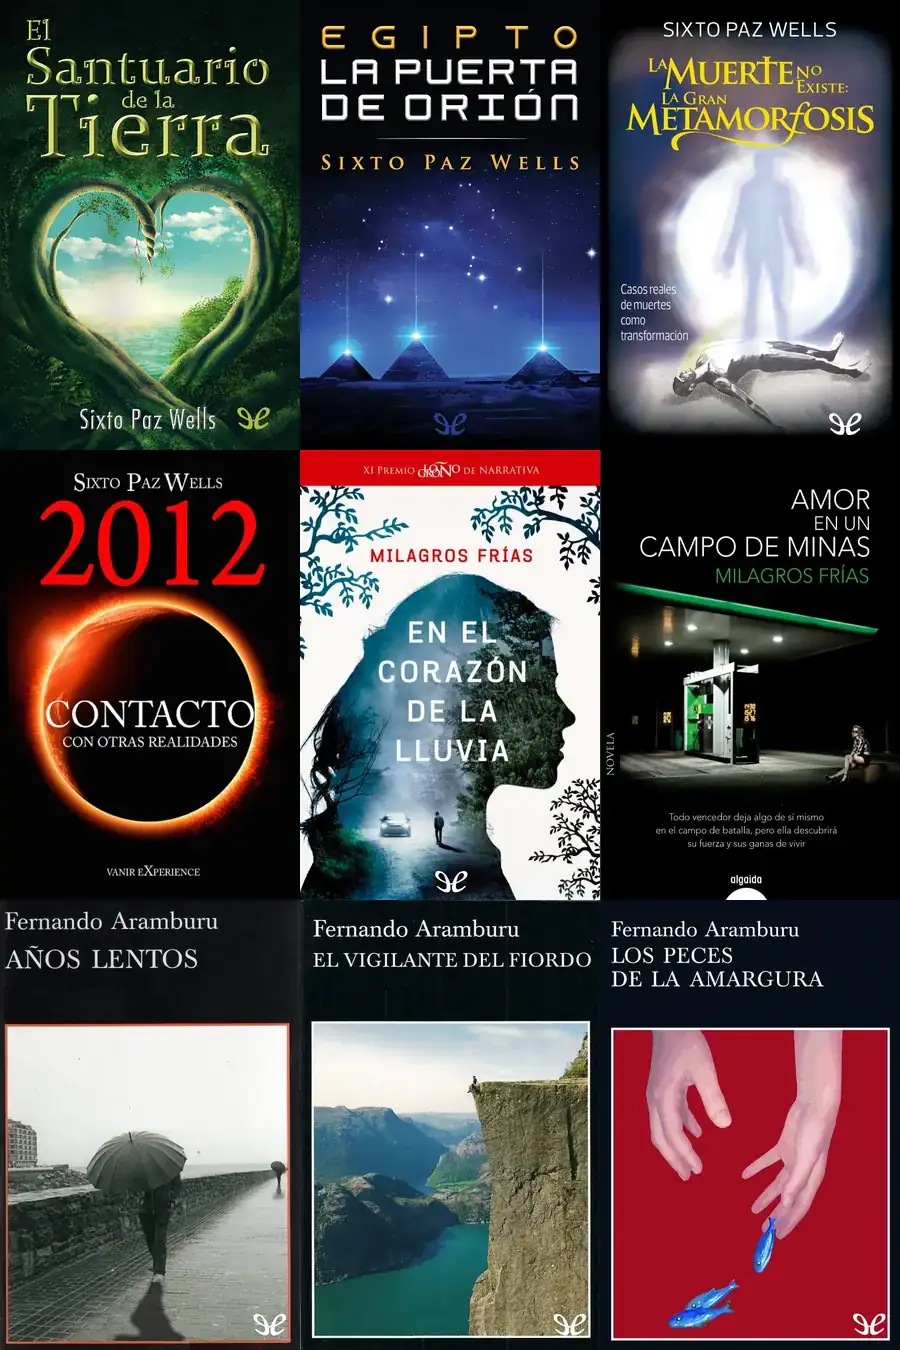 El
Santuario
de la
Tierra
Sixto Paz Wells
EGIPTO
LA PUERTA
DE ORIÓN
SIXTO PAZ WELLS
SIXTO PAZ WELLS
LA MUERTE NO
EXISTE:
LA GRAN
METAMORFOSIS
Casos reales
de muertes
como
transformación
SIXTO PAZ WELLS
2012
CONTACTO
CON OTRAS REALIDADES
VANIR EXPERIENCE
XI PREMIO LOGROÑO DE NARRATIVA
MILAGROS FRÍAS
EN EL
CORAZÓN
DE LA
LLUVIA
AMOR
EN UN
CAMPO DE MINAS
MILAGROS FRÍAS
NOVELA
Todo vencedor deja algo de sí mismo
en el campo de batalla, pero ella descubrirá
su fuerza y sus ganas de vivir
algaida
Fernando Aramburu
AÑOS LENTOS
Fernando Aramburu
EL VIGILANTE DEL FIORDO
Fernando Aramburu
LOS PECES
DE LA AMARGURA